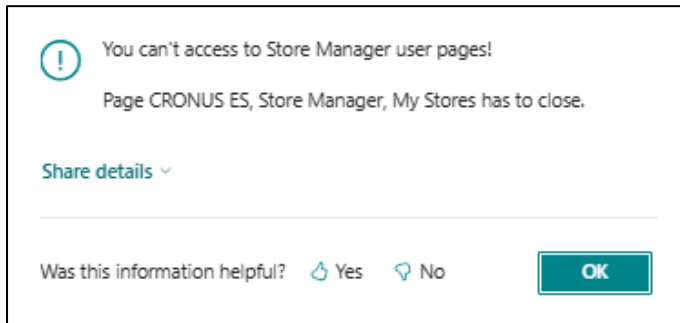 You can't access to Store Manager user pages!
Page CRONUS ES, Store Manager, My Stores has to close.
Share details
Was this information helpful? Yes No OK